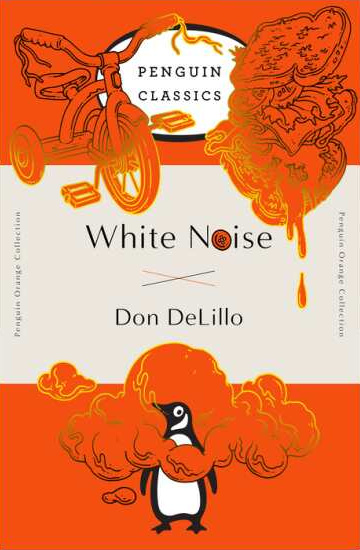 PENGUIN
CLASSICS
White Noise
Don DeLillo
Penguin Orange Collection
Penguin Orange Collection